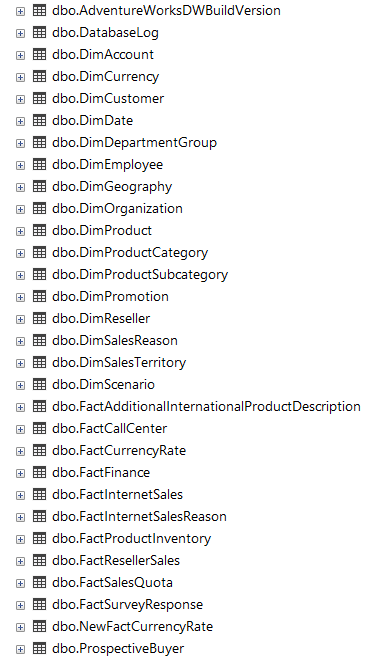 dbo.AdventureWorksDWBuildVersion
dbo.DatabaseLog
dbo.DimAccount
dbo.DimCurrency
dbo.DimCustomer
dbo.DimDate
dbo.DimDepartmentGroup
dbo.DimEmployee
dbo.DimGeography
dbo.DimOrganization
dbo.DimProduct
dbo.DimProductCategory
dbo.DimProductSubcategory
dbo.DimPromotion
dbo.DimReseller
dbo.DimSalesReason
dbo.DimSalesTerritory
dbo.DimScenario
dbo.FactAdditionalInternationalProductDescription
dbo.FactCallCenter
dbo.FactCurrencyRate
dbo.FactFinance
dbo.FactInternetSales
dbo.FactInternetSalesReason
dbo.FactProductInventory
dbo.FactResellerSales
dbo.FactSalesQuota
dbo.FactSurveyResponse
dbo.NewFactCurrencyRate
dbo.ProspectiveBuyer